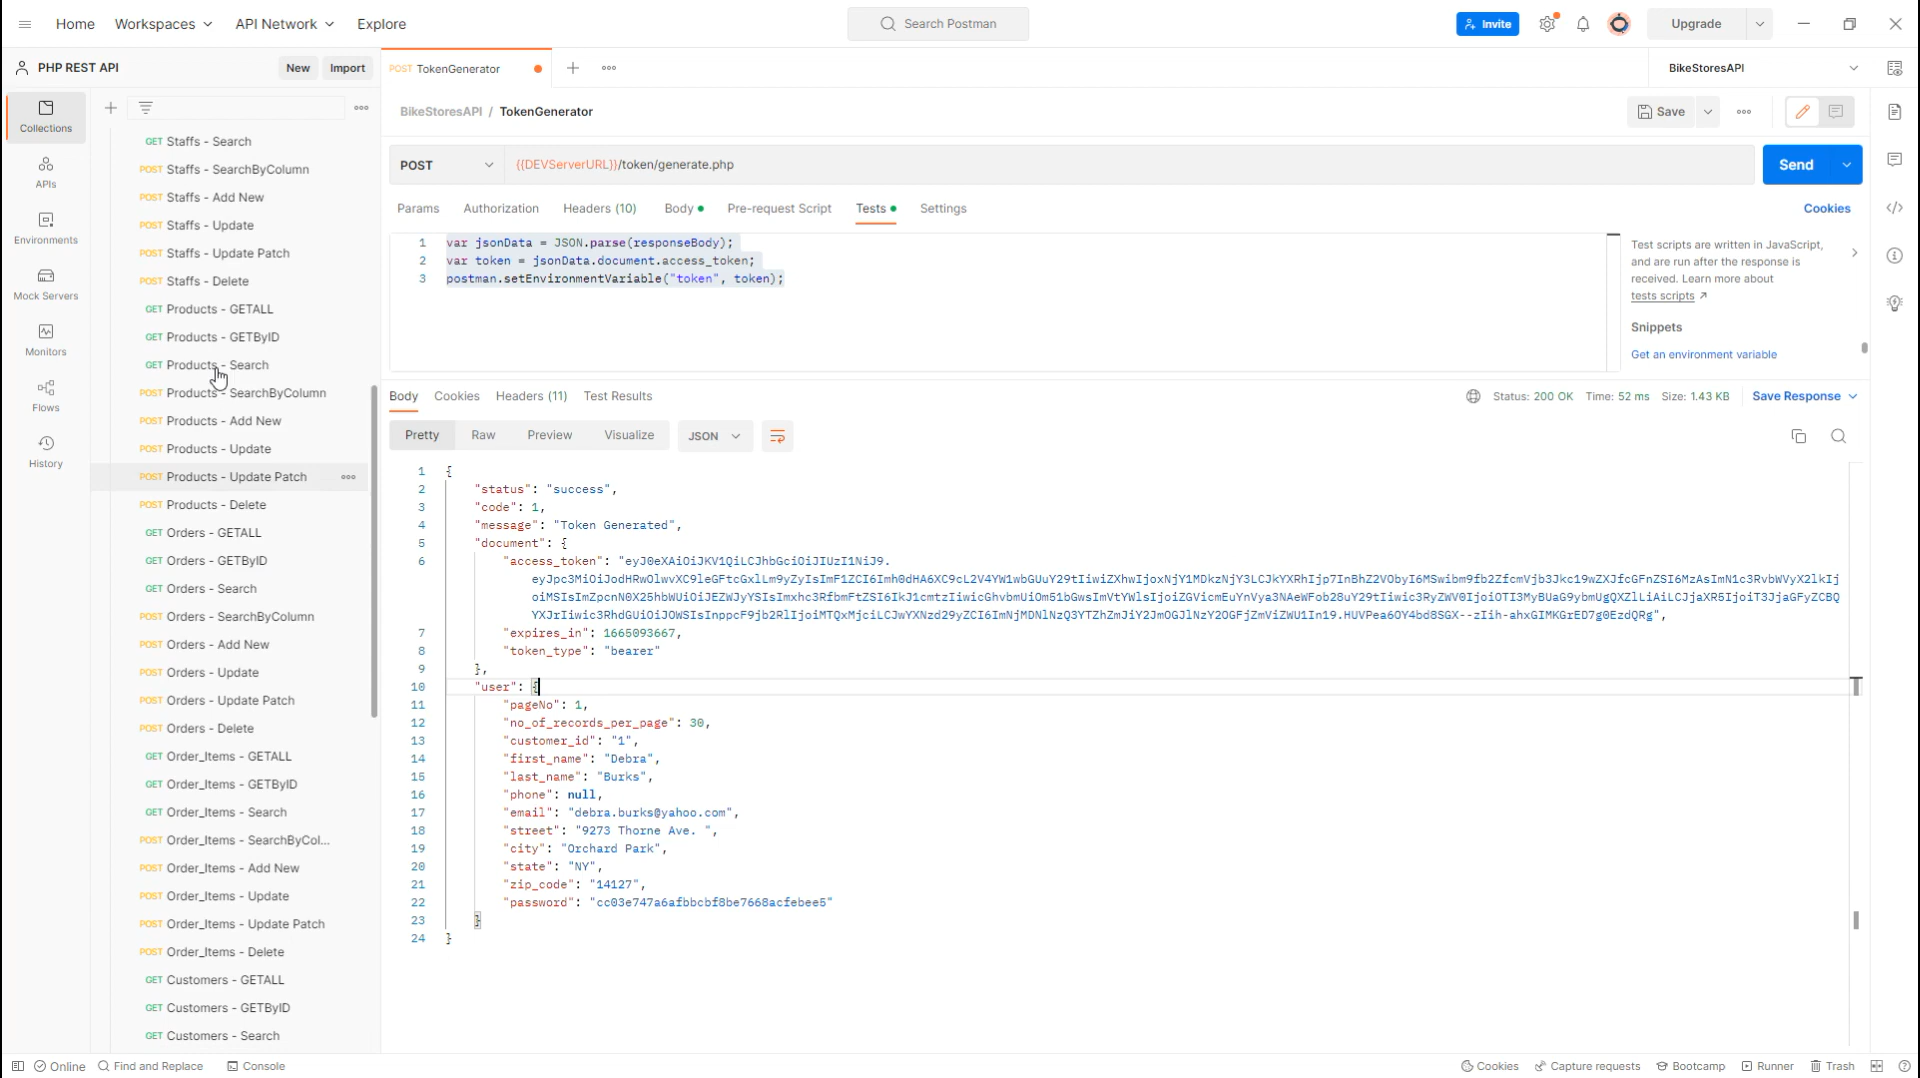 Home Workspaces API Network Explore Search Postman Invite Upgrade
PHP REST API New Import POST TokenGenerator BikeStoresAPI
Collections
APIs
Environments
Mock Servers
Monitors
Flows
History
GET Staffs - Search
POST Staffs - SearchByColumn
POST Staffs - Add New
POST Staffs - Update
POST Staffs - Update Patch
POST Staffs - Delete
GET Products - GETALL
GET Products - GETByID
GET Products - Search
POST Products - SearchByColumn
POST Products - Add New
POST Products - Update
POST Products - Update Patch
POST Products - Delete
GET Orders - GETALL
GET Orders - GETByID
GET Orders - Search
POST Orders - SearchByColumn
POST Orders - Add New
POST Orders - Update
POST Orders - Update Patch
POST Orders - Delete
GET Order_Items - GETALL
GET Order_Items - GETByID
GET Order_Items - Search
POST Order_Items - SearchByCol...
POST Order_Items - Add New
POST Order_Items - Update
POST Order_Items - Update Patch
POST Order_Items - Delete
GET Customers - GETALL
GET Customers - GETByID
GET Customers - Search
BikeStoresAPI / TokenGenerator Save
POST {{DEVServerURL}}/token/generate.php Send
Params Authorization Headers (10) Body Pre-request Script Tests Settings Cookies
1 var jsonData = JSON.parse(responseBody);
2 var token = jsonData.document.access_token;
3 postman.setEnvironmentVariable("token", token);
Test scripts are written in JavaScript,
and are run after the response is
received. Learn more about
tests scripts
Snippets
Get an environment variable
Body Cookies Headers (11) Test Results Status: 200 OK Time: 52 ms Size: 1.43 KB Save Response
Pretty Raw Preview Visualize JSON
1 {
2 "status": "success",
3 "code": 1,
4 "message": "Token Generated",
5 "document": {
6 "access_token": "eyJ0eXAiOiJKV1QiLCJhbGciOiJIUzI1NiJ9.
7 "expires_in": 1665093667,
8 "token_type": "bearer"
9 },
10 "user": {
11 "pageNo": 1,
12 "no_of_records_per_page": 30,
13 "customer_id": "1",
14 "first_name": "Debra",
15 "last_name": "Burks",
16 "phone": null,
17 "email": "debra.burks@yahoo.com",
18 "street": "9273 Thorne Ave. ",
19 "city": "Orchard Park",
20 "state": "NY",
21 "zip_code": "14127",
22 "password": "cc03e747a6afbbcbf8be7668acfebee5"
23 }
24 }
Online Find and Replace Console Cookies Capture requests Bootcamp Runner Trash